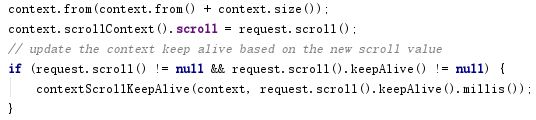 context.from(context.from() + context.size());
context.scrollContext().scroll = request.scroll();
// update the context keep alive based on the new scroll value
if (request.scroll() != null && request.scroll().keepAlive() != null) {
    contextScrollKeepAlive(context, request.scroll().keepAlive().millis());
}